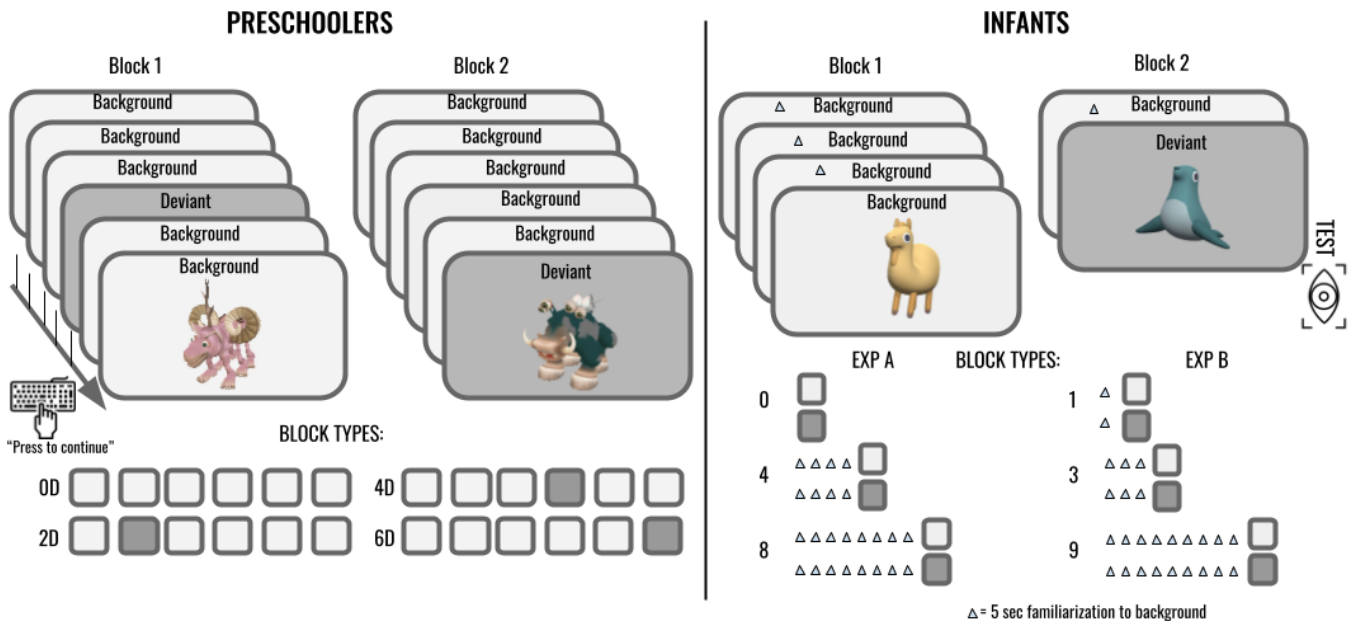 PRESCHOOLERS
Block 1
Background
Background
Background
Deviant
Background
Background
Block 2
Background
Background
Background
Background
Background
Deviant
"Press to continue"
BLOCK TYPES:
0D
4D
2D
6D
INFANTS
Block 1
Δ Background
Δ Background
Δ Background
Background
Block 2
Δ Background
Deviant
TEST
EXP A BLOCK TYPES: EXP B
0
1 Δ
Δ
4 Δ Δ Δ Δ
Δ Δ Δ Δ
3 Δ Δ Δ
Δ Δ Δ
8 Δ Δ Δ Δ Δ Δ Δ Δ
Δ Δ Δ Δ Δ Δ Δ Δ
9 Δ Δ Δ Δ Δ Δ Δ Δ Δ
Δ Δ Δ Δ Δ Δ Δ Δ Δ
Δ = 5 sec familiarization to background